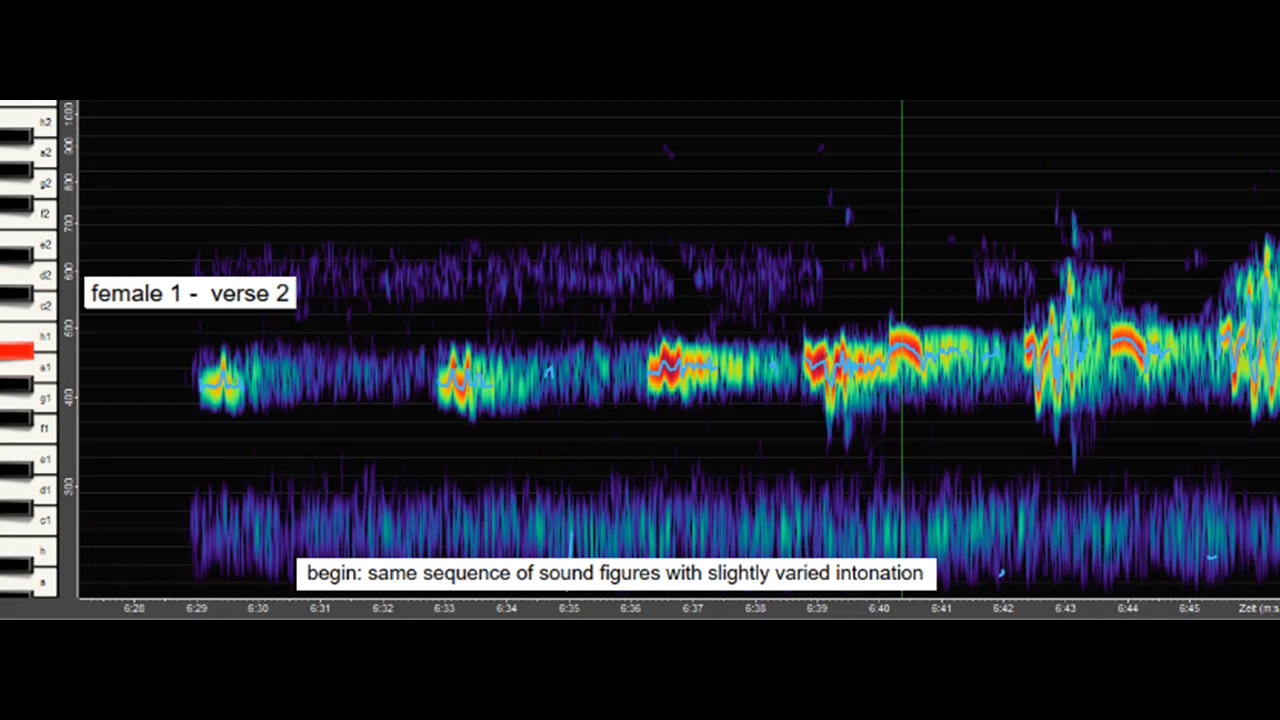 h2
1000
a2
900
g2
800
f2
700
e2
d2
600
female 1 - verse 2
c2
h1
500
a1
g1
400
f1
e1
d1
300
c1
h
a
begin: same sequence of sound figures with slightly varied intonation
6:28 6:29 6:30 6:31 6:32 6:33 6:34 6:35 6:36 6:37 6:38 6:39 6:40 6:41 6:42 6:43 6:44 6:45 Zeit (m:s